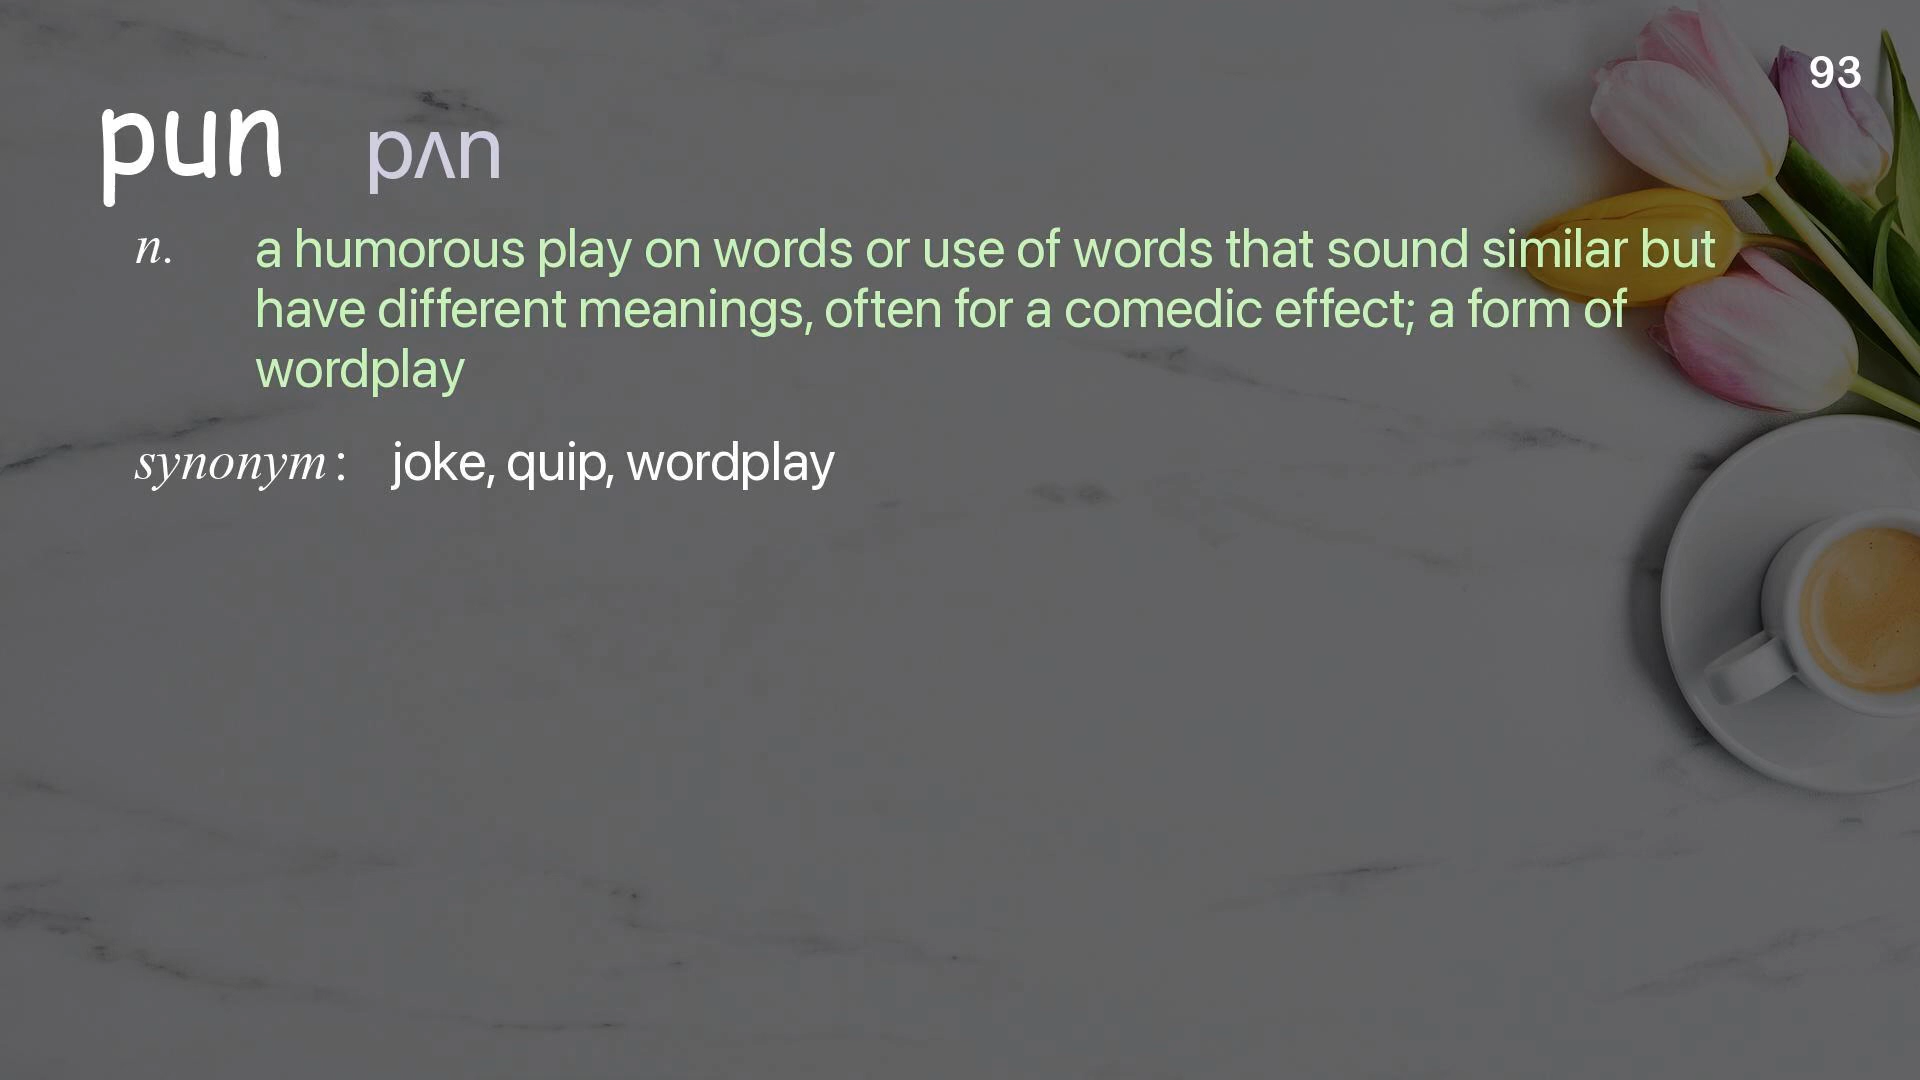 93
pun pʌn
n. a humorous play on words or use of words that sound similar but
have different meanings, often for a comedic effect; a form of
wordplay
synonym: joke, quip, wordplay